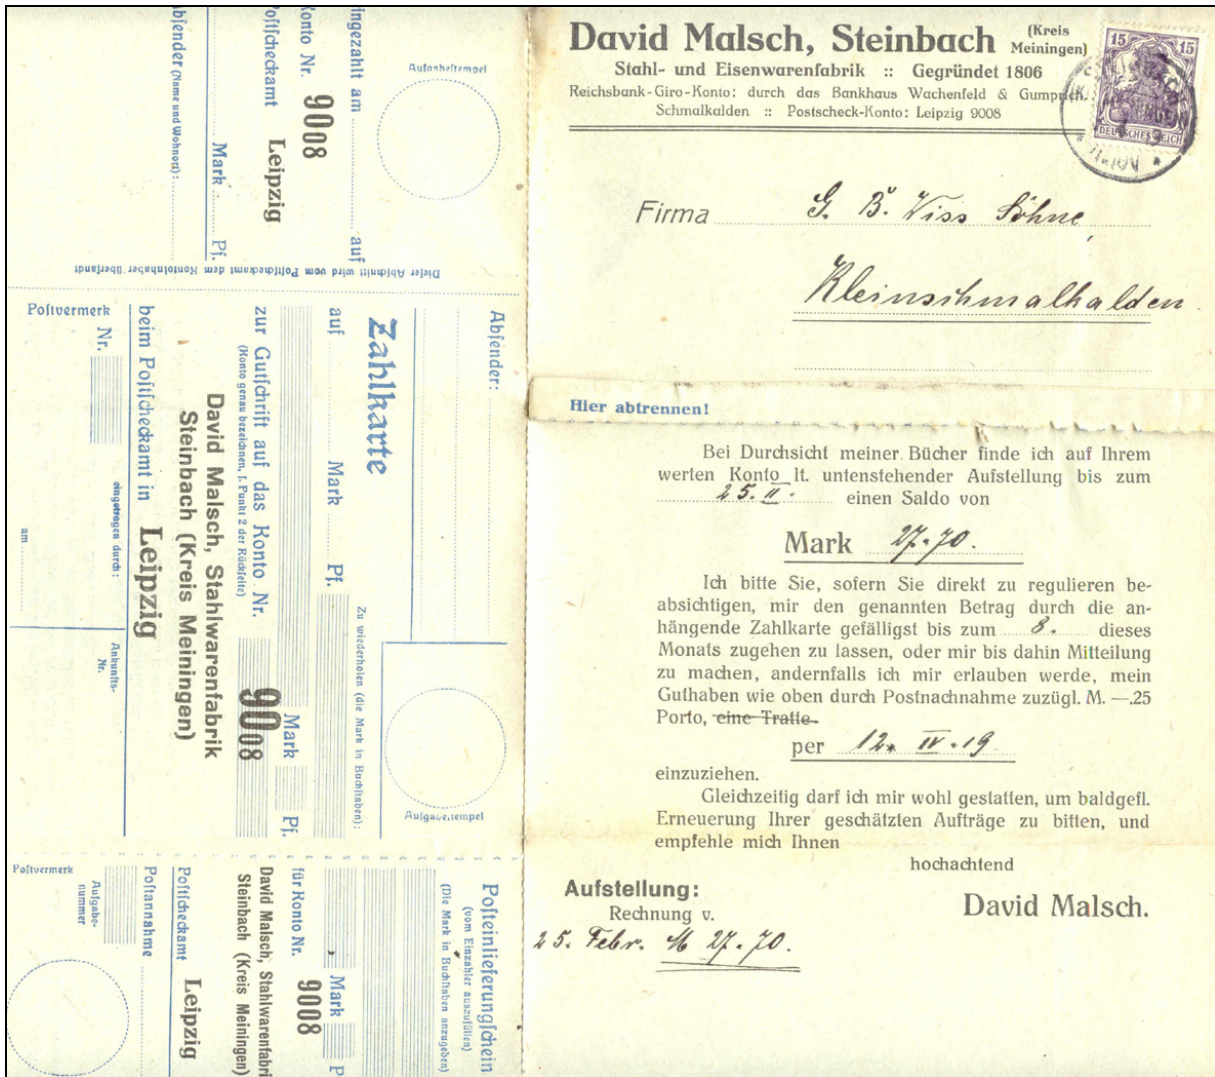 David Malsch, Steinbach (Kreis Meiningen)
Stahl- und Eisenwarenfabrik :: Gegründet 1806
Reichsbank-Giro-Konto: durch das Bankhaus Wachenfeld & Gumprich,
Schmalkalden :: Postscheck-Konto: Leipzig 9008
15 15
DEUTSCHES REICH
Firma G. B. Wiss Söhne,
Kleinschmalkalden
Hier abtrennen!
Bei Durchsicht meiner Bücher finde ich auf Ihrem
werten Konto lt. untenstehender Aufstellung bis zum
25. II. einen Saldo von
Mark 27.70.
Ich bitte Sie, sofern Sie direkt zu regulieren be-
absichtigen, mir den genannten Betrag durch die an-
hängende Zahlkarte gefälligst bis zum 8. dieses
Monats zugehen zu lassen, oder mir bis dahin Mitteilung
zu machen, andernfalls ich mir erlauben werde, mein
Guthaben wie oben durch Postnachnahme zuzügl. M. —.25
Porto, eine Tratte
per 12. IV. 19
einzuziehen.
Gleichzeitig darf ich mir wohl gestatten, um baldgefl.
Erneuerung Ihrer geschätzten Aufträge zu bitten, und
empfehle mich Ihnen
hochachtend
David Malsch.
Aufstellung:
Rechnung v.
25. Febr. M 27.70.
ingezahlt am auf
Konto Nr. 9008
Poſtſcheckamt Leipzig
Mark Pf.
Abſender (Name und Wohnort):
Dieſer Abſchnitt wird vom Poſtſcheckamt dem Kontoinhaber überſandt
Abſender:
Zahlkarte
auf Mark Pf.
Zu wiederholen (die Mark in Buchſtaben):
Mark Pf.
zur Gutſchrift auf das Konto Nr. 9008
(Konto genau bezeichnen, ſ. Punkt 2 der Rückſeite)
David Malsch, Stahlwarenfabrik
Steinbach (Kreis Meiningen)
beim Poſtſcheckamt in Leipzig
Poſtvermerk
Nr.
eingetragen durch:
am
Ankunfts-
Nr.
Aufgabeſtempel
Poſteinlieferungſchein
(vom Einzahler auszufüllen)
(Die Mark in Buchſtaben anzugeben)
Mark P
für Konto Nr. 9008
David Malsch, Stahlwarenfabri
Steinbach (Kreis Meiningen)
Poſtſcheckamt Leipzig
Poſtannahme
Poſtvermerk
Aufgabe-
nummer